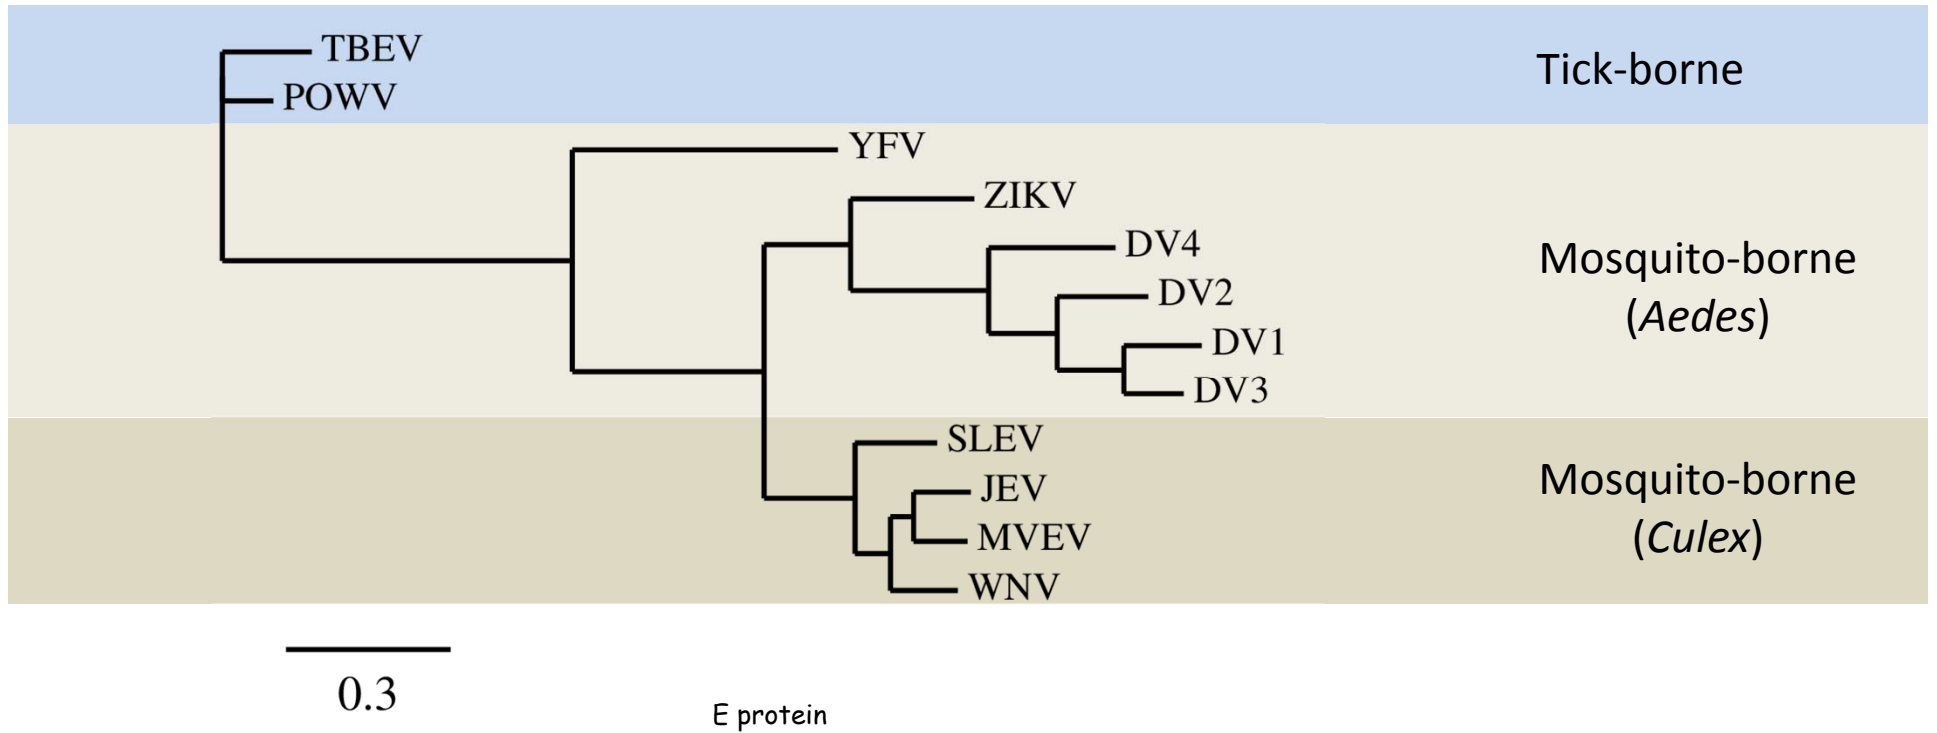 TBEV
POWV
Tick-borne
YFV
ZIKV
DV4
DV2
DV1
DV3
Mosquito-borne
(Aedes)
SLEV
JEV
MVEV
WNV
Mosquito-borne
(Culex)
0.3
E protein